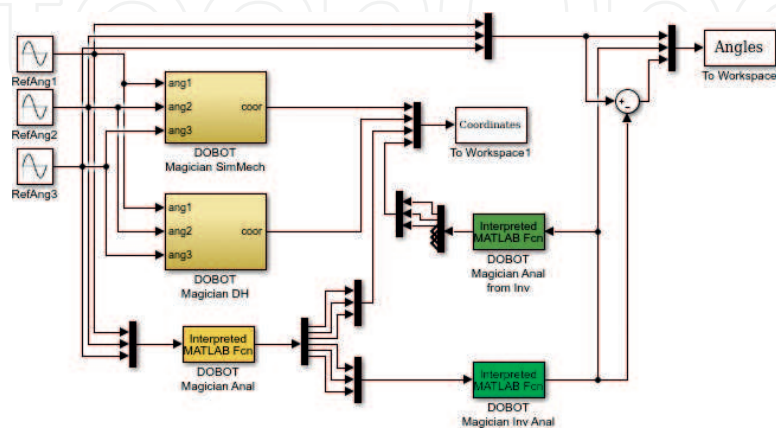 RefAng1
RefAng2
RefAng3
ang1
ang2
ang3
coor
DOBOT
Magician SimMech
ang1
ang2
ang3
coor
DOBOT
Magician DH
Interpreted
MATLAB Fcn
DOBOT
Magician Anal
Coordinates
To Workspace1
Interpreted
MATLAB Fcn
DOBOT
Magician Anal
from Inv
Interpreted
MATLAB Fcn
DOBOT
Magician Inv Anal
Angles
To Workspace